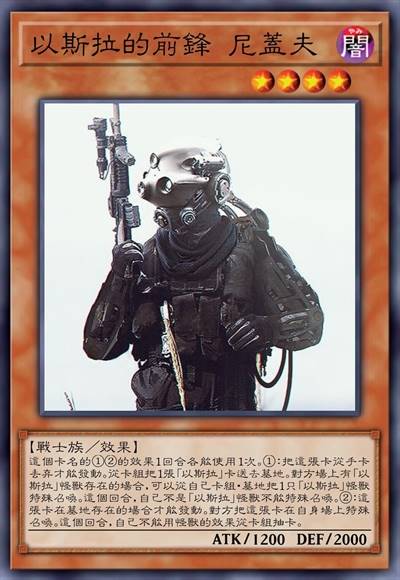 以斯拉的前鋒 尼蓋夫
やみ
闇
【戰士族／效果】
這個卡名的①②的效果1回合各能使用1次。①:把這張卡從手卡
去弃才能發動。從卡組把1張「以斯拉」卡送去墓地。對方場上有「以
斯拉」怪獸存在的場合，可以從自已卡組·墓地把1只「以斯拉」怪獸
特殊召喚。這個回合，自已不是「以斯拉」怪獸不能特殊召喚。②:這
張卡在墓地存在的場合才能發動。對方把這張卡在自身場上特
殊召喚。這個回合，自已不能用怪獸的效果從卡組抽卡。
ATK/1200 DEF/2000